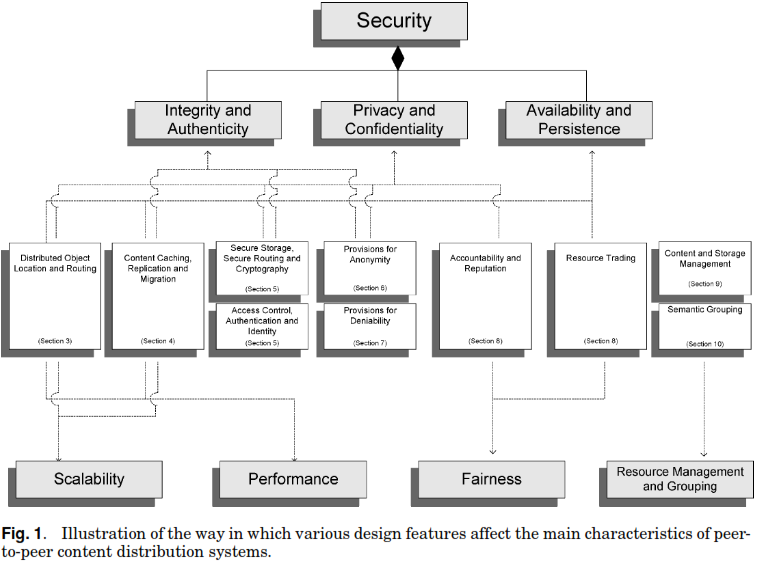 Security
Integrity and
Authenticity
Privacy and
Confidentiality
Availability and
Persistence
Distributed Object
Location and Routing
(Section 3)
Content Caching,
Replication and
Migration
(Section 4)
Secure Storage,
Secure Routing and
Cryptography
(Section 5)
Access Control,
Authentication and
Identity
(Section 5)
Provisions for
Anonymity
(Section 6)
Provisions for
Deniability
(Section 7)
Accountability and
Reputation
(Section 8)
Resource Trading
(Section 8)
Content and Storage
Management
(Section 9)
Semantic Grouping
(Section 10)
Scalability
Performance
Fairness
Resource Management
and Grouping
Fig. 1. Illustration of the way in which various design features affect the main characteristics of peer-
to-peer content distribution systems.